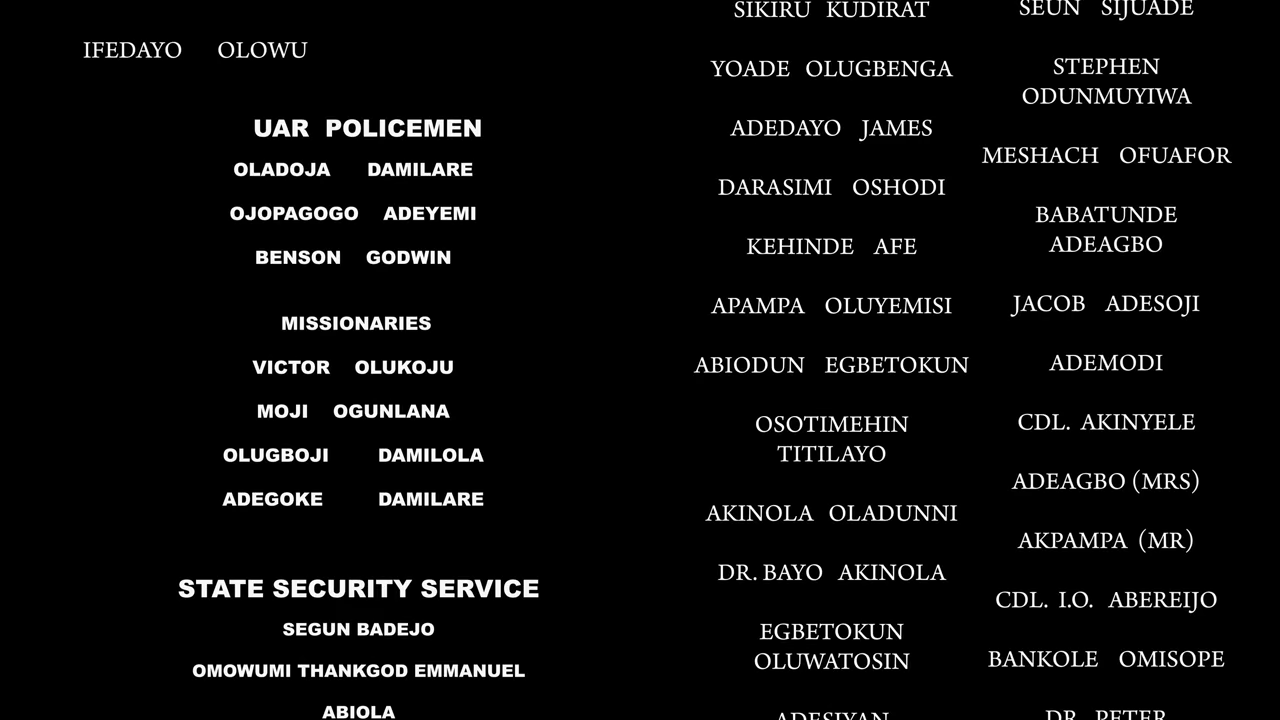 IFEDAYO OLOWU
UAR POLICEMEN
OLADOJA DAMILARE
OJOPAGOGO ADEYEMI
BENSON GODWIN
MISSIONARIES
VICTOR OLUKOJU
MOJI OGUNLANA
OLUGBOJI DAMILOLA
ADEGOKE DAMILARE
STATE SECURITY SERVICE
SEGUN BADEJO
OMOWUMI THANKGOD EMMANUEL
ABIOLA
SIKIRU KUDIRAT
YOADE OLUGBENGA
ADEDAYO JAMES
DARASIMI OSHODI
KEHINDE AFE
APAMPA OLUYEMISI
ABIODUN EGBETOKUN
OSOTIMEHIN
TITILAYO
AKINOLA OLADUNNI
DR. BAYO AKINOLA
EGBETOKUN
OLUWATOSIN
ADESIYAN
SEUN SIJUADE
STEPHEN
ODUNMUYIWA
MESHACH OFUAFOR
BABATUNDE
ADEAGBO
JACOB ADESOJI
ADEMODI
CDL. AKINYELE
ADEAGBO (MRS)
AKPAMPA (MR)
CDL. I.O. ABEREIJO
BANKOLE OMISOPE
DR. PETER